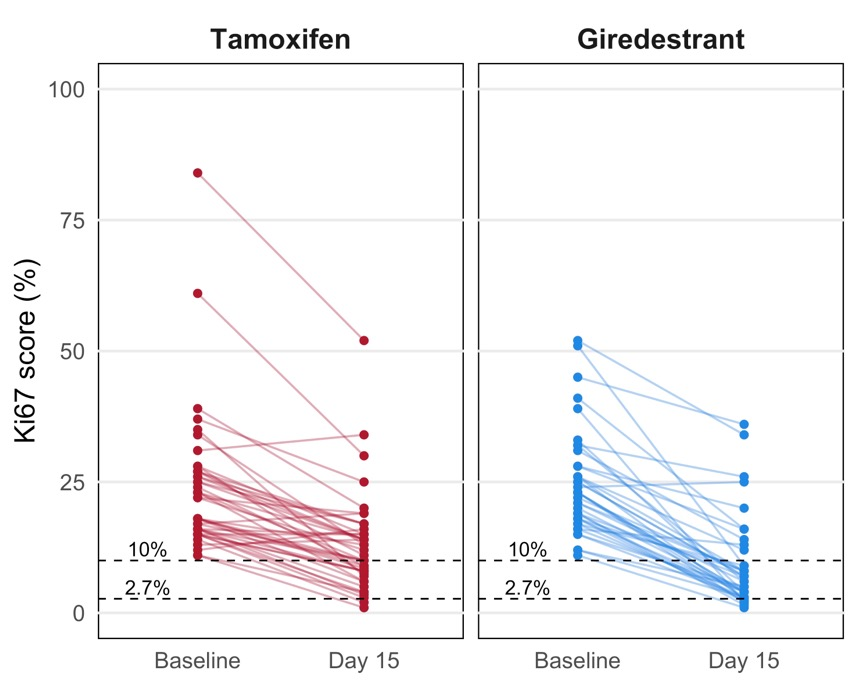 Tamoxifen Giredestrant
Ki67 score (%)
100
75
50
25
0
10% 10%
2.7% 2.7%
Baseline Day 15 Baseline Day 15